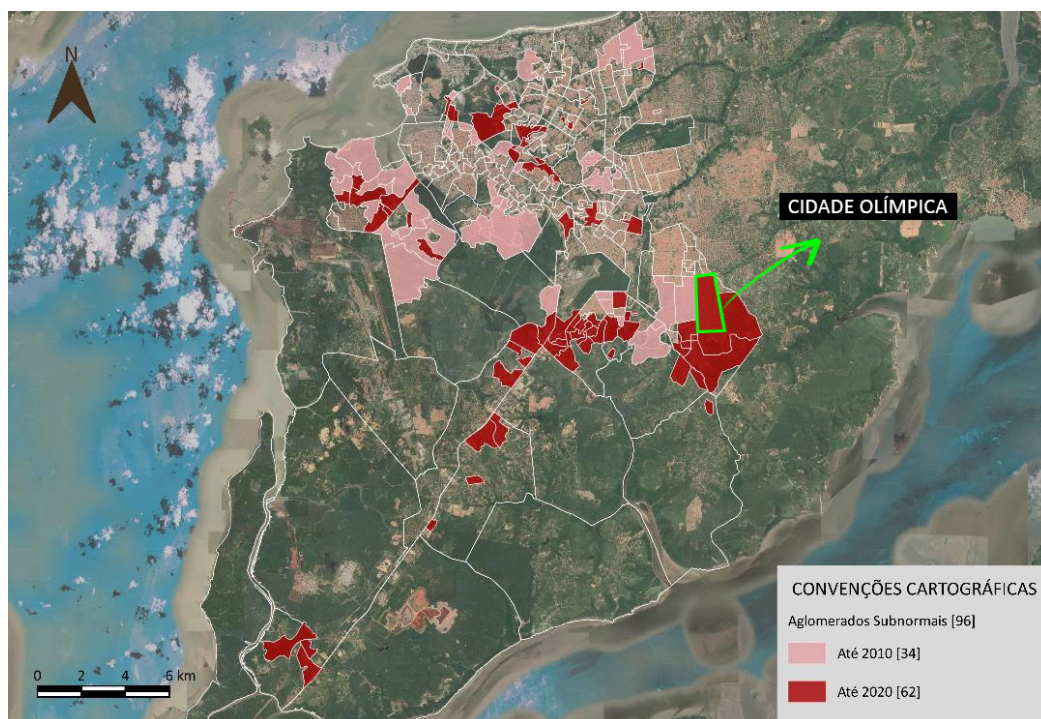 N
CIDADE OLÍMPICA
CONVENÇÕES CARTOGRÁFICAS
Aglomerados Subnormais [96]
Até 2010 [34]
Até 2020 [62]
0 2 4 6 km